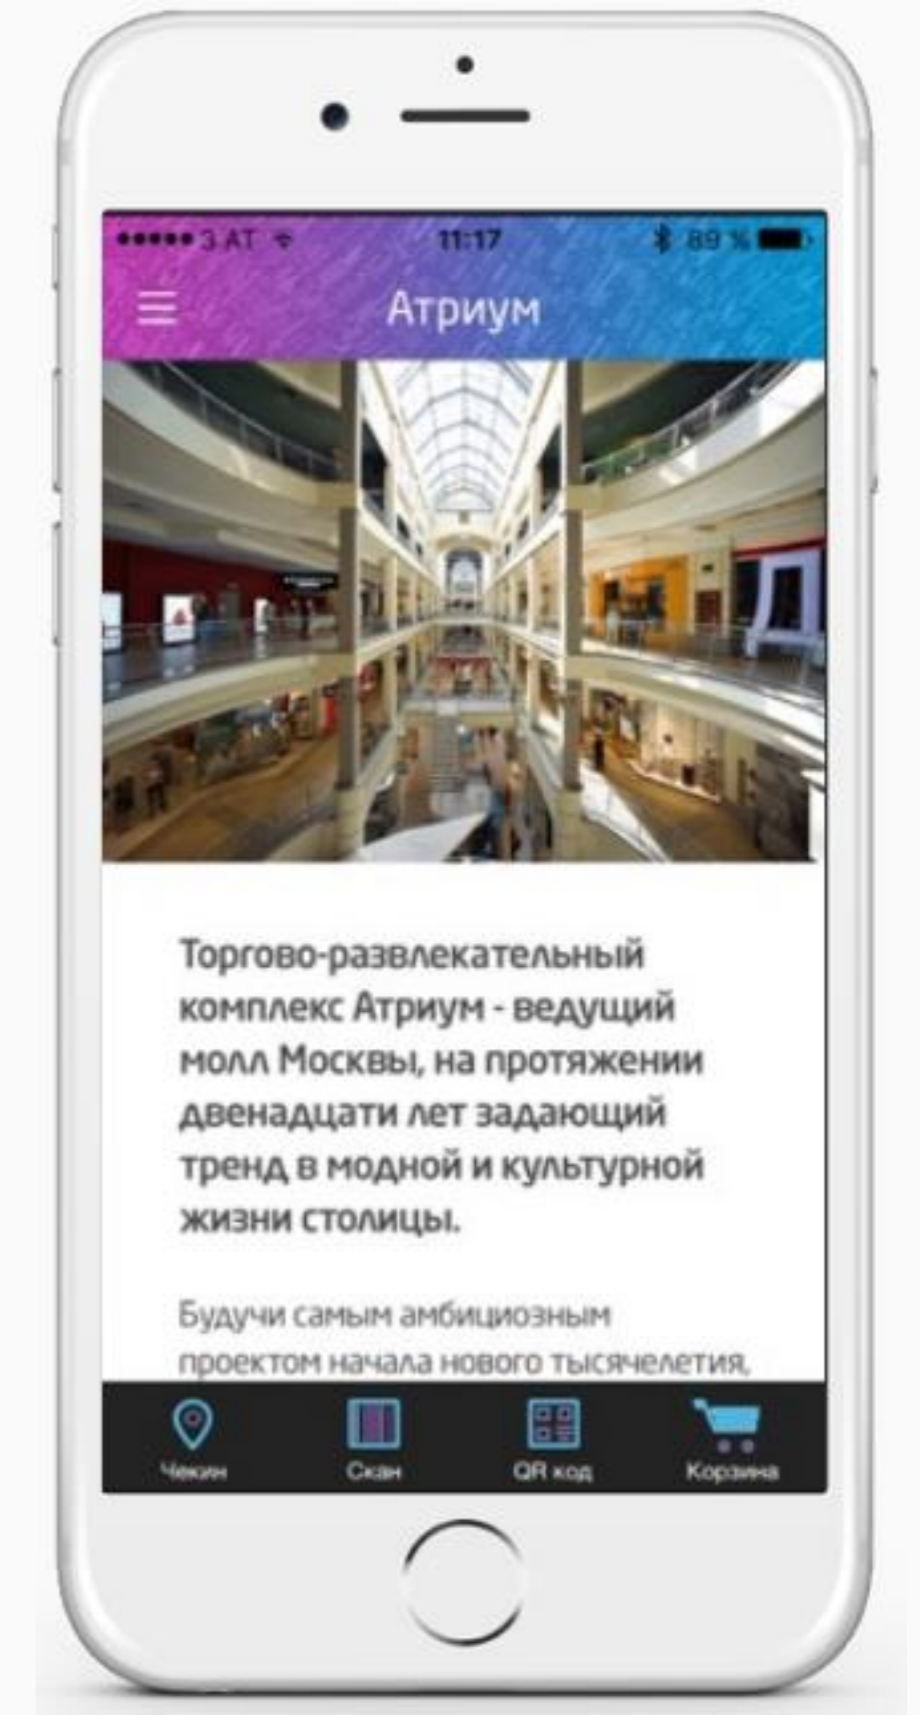 3 AT 11:17 89 %
Атриум
Торгово-развлекательный
комплекс Атриум - ведущий
молл Москвы, на протяжении
двенадцати лет задающий
тренд в модной и культурной
жизни столицы.
Будучи самым амбициозным
проектом начала нового тысячелетия,
Чекин Скан QR код Корзина